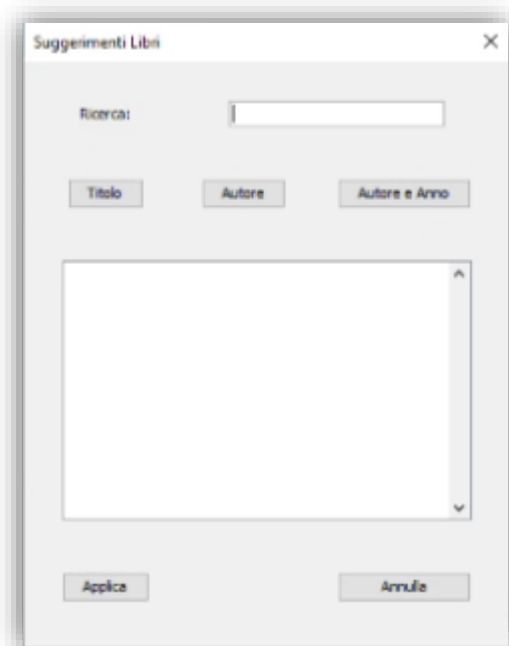 Suggerimenti Libri
Ricerca:
Titolo Autore Autore e Anno
Applica Annulla